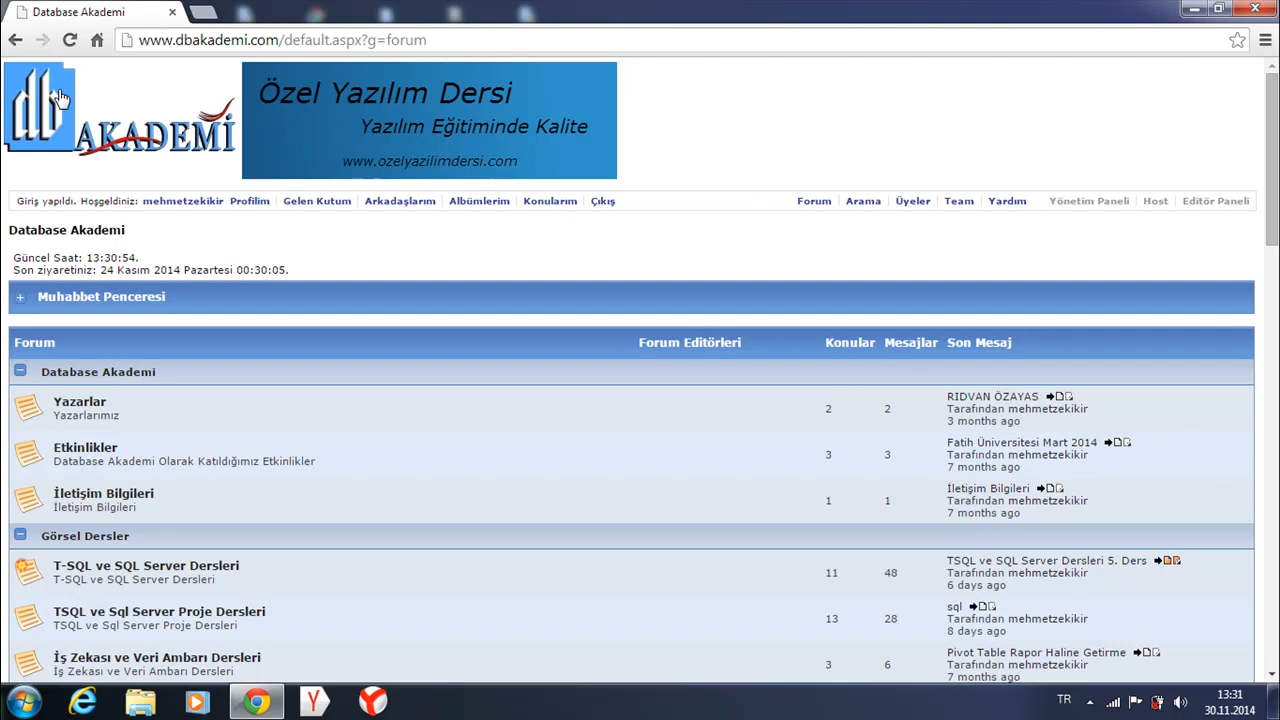 Database Akademi
www.dbakademi.com/default.aspx?g=forum
db AKADEMİ
Özel Yazılım Dersi
Yazılım Eğitiminde Kalite
www.ozelyazilimdersi.com
Giriş yapıldı. Hoşgeldiniz: mehmetzekikir Profilim Gelen Kutum Arkadaşlarım Albümlerim Konularım Çıkış Forum Arama Üyeler Team Yardım Yönetim Paneli Host Editör Paneli
Database Akademi
Güncel Saat: 13:30:54.
Son ziyaretiniz: 24 Kasım 2014 Pazartesi 00:30:05.
Muhabbet Penceresi
Forum Forum Editörleri Konular Mesajlar Son Mesaj
Database Akademi
Yazarlar
Yazarlarımız
2 2
RIDVAN ÖZAYAS
Tarafından mehmetzekikir
3 months ago
Etkinlikler
Database Akademi Olarak Katıldığımız Etkinlikler
3 3
Fatih Üniversitesi Mart 2014
Tarafından mehmetzekikir
7 months ago
İletişim Bilgileri
İletişim Bilgileri
1 1
İletişim Bilgileri
Tarafından mehmetzekikir
7 months ago
Görsel Dersler
T-SQL ve SQL Server Dersleri
T-SQL ve SQL Server Dersleri
11 48
TSQL ve SQL Server Dersleri 5. Ders
Tarafından mehmetzekikir
6 days ago
TSQL ve Sql Server Proje Dersleri
TSQL ve Sql Server Proje Dersleri
13 28
sql
Tarafından mehmetzekikir
8 days ago
İş Zekası ve Veri Ambarı Dersleri
İş Zekası ve Veri Ambarı Dersleri
3 6
Pivot Table Rapor Haline Getirme
Tarafından mehmetzekikir
7 months ago
TR
13:31
30.11.2014